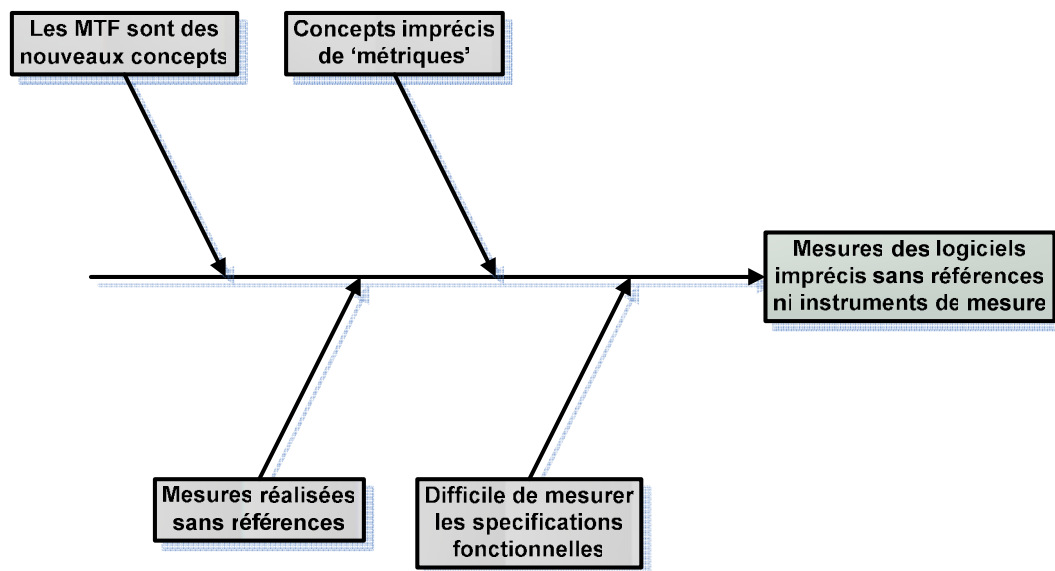 Les MTF sont des
nouveaux concepts
Concepts imprécis
de ‘métriques’
Mesures des logiciels
imprécis sans références
ni instruments de mesure
Mesures réalisées
sans références
Difficile de mesurer
les specifications
fonctionnelles